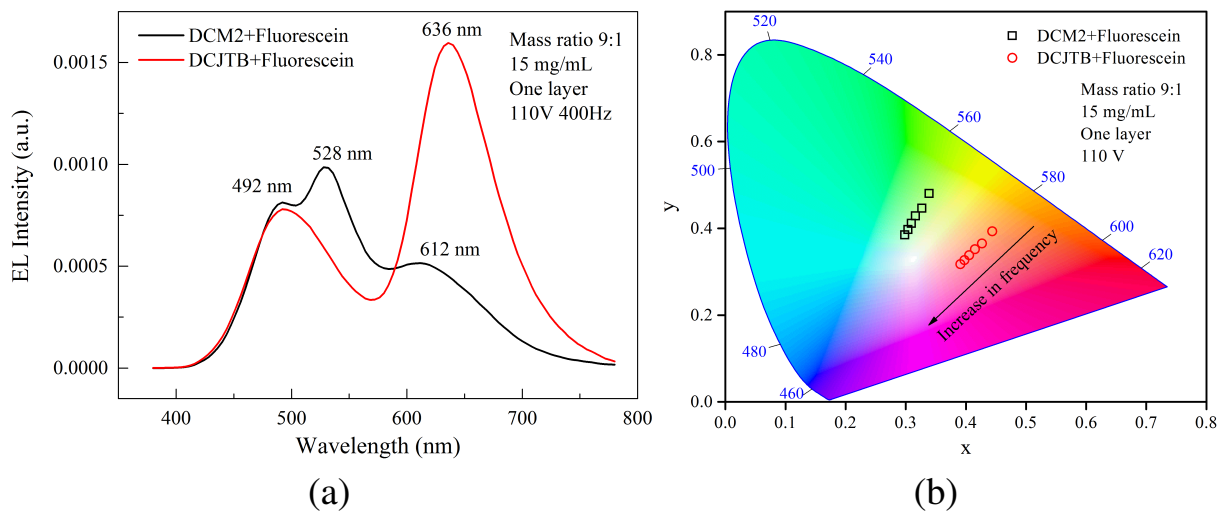 (a)
636 nm
DCM2+Fluorescein
DCJTB+Fluorescein
Mass ratio 9:1
15 mg/mL
One layer
110V 400Hz
528 nm
492 nm
612 nm
0.0015
0.0010
0.0005
0.0000
EL Intensity (a.u.)
400
500
600
700
800
Wavelength (nm)
(a)
(b)
520
540
560
580
600
620
500
480
460
DCM2+Fluorescein
DCJTB+Fluorescein
Mass ratio 9:1
15 mg/mL
One layer
110 V
Increase in frequency
0.8
0.6
0.4
0.2
0.0
y
0.0
0.1
0.2
0.3
0.4
0.5
0.6
0.7
0.8
x
(b)